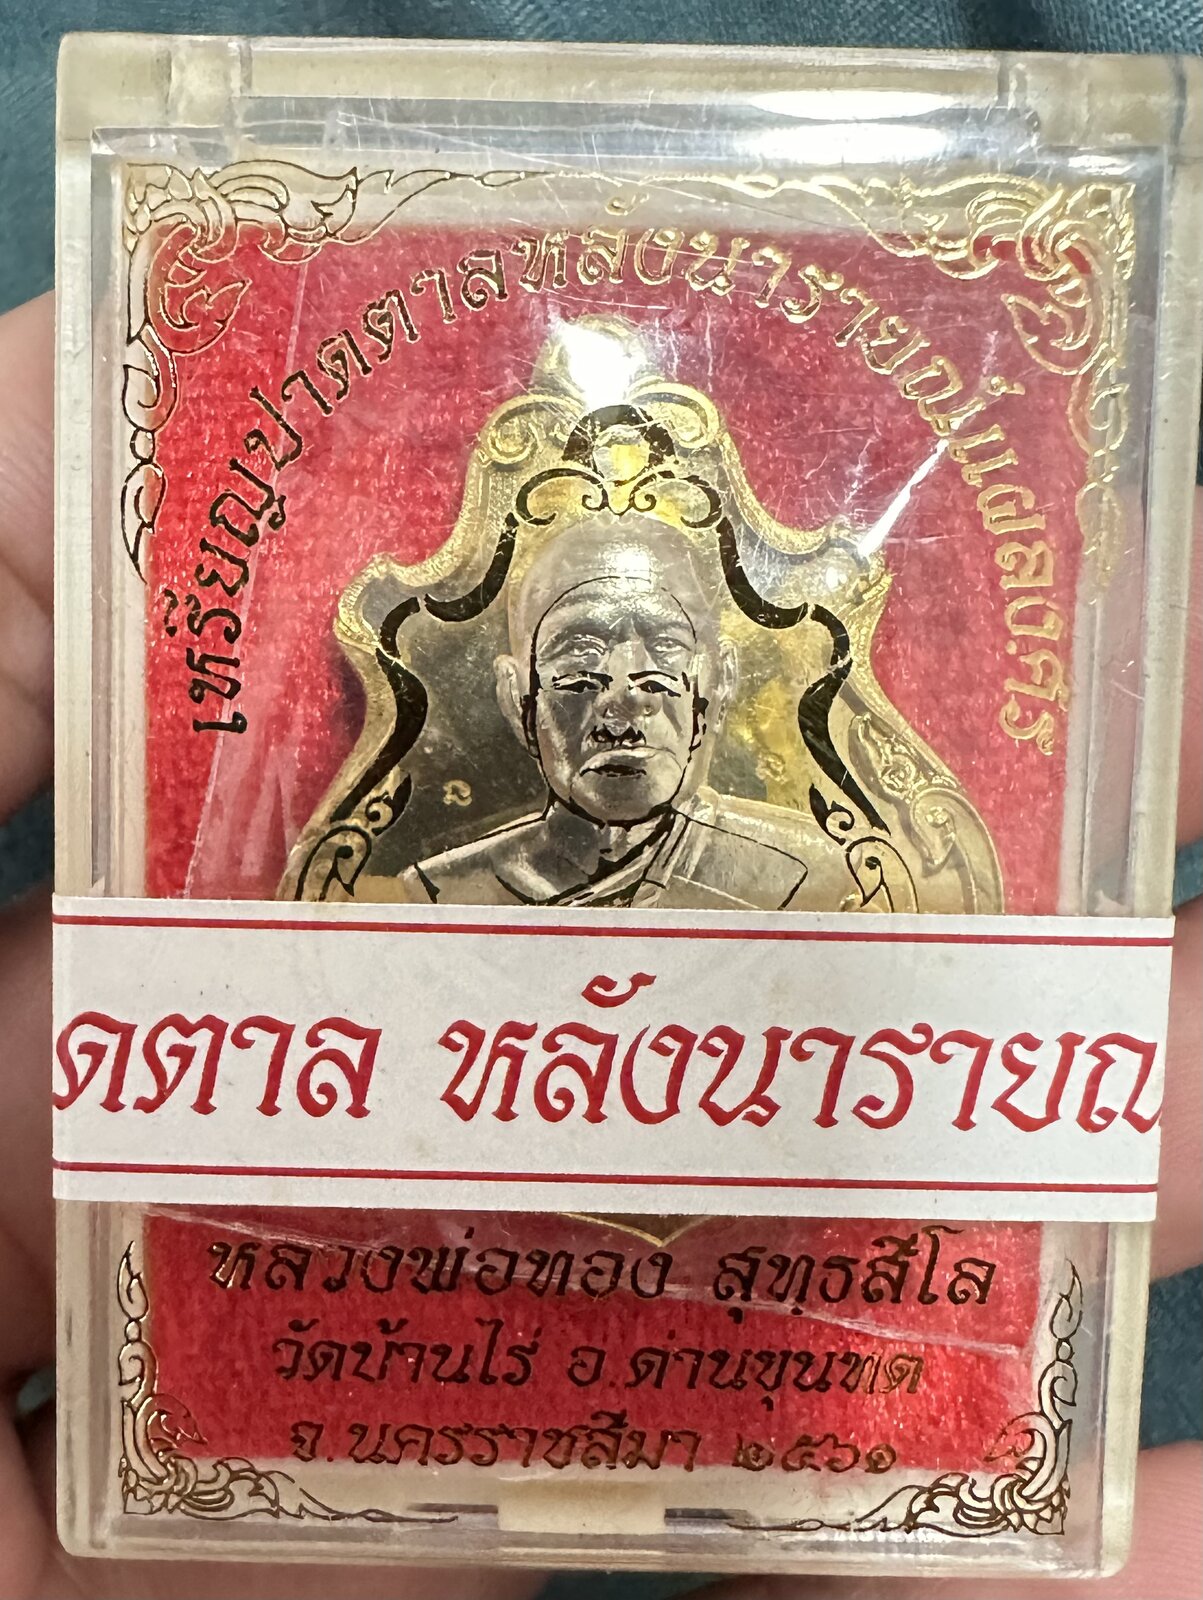 เหรียญปาดตาลหลังนารายณ์แผลงศร
ดตาล หลังนารายณ
หลวงพ่อทอง สุทฺธสีโล
วัดบ้านไร่ อ.ด่านขุนทด
จ.นครราชสีมา ๒๕๖๑